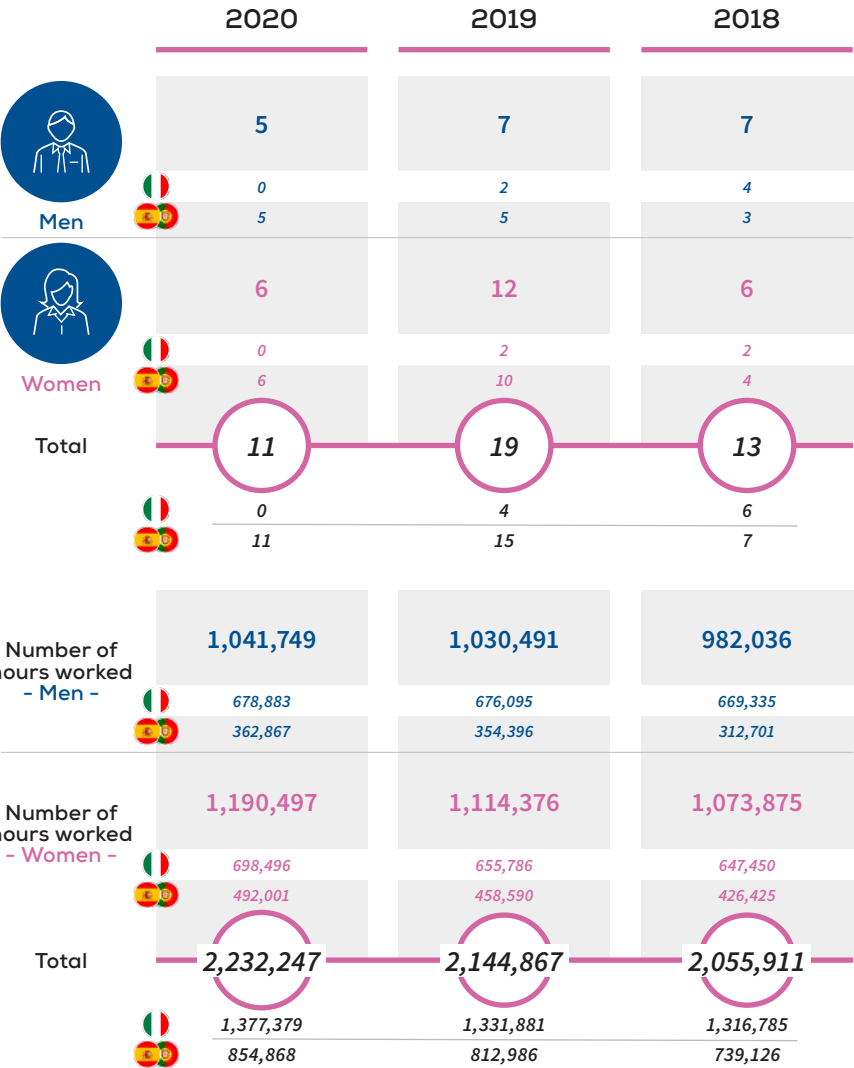 2020 2019 2018
5 7 7
0 2 4
5 5 3
Men
6 12 6
0 2 2
6 10 4
Women
Total 11 19 13
0 4 6
11 15 7
Number of
hours worked
- Men -
1,041,749 1,030,491 982,036
678,883 676,095 669,335
362,867 354,396 312,701
Number of
hours worked
- Women -
1,190,497 1,114,376 1,073,875
698,496 655,786 647,450
492,001 458,590 426,425
Total 2,232,247 2,144,867 2,055,911
1,377,379 1,331,881 1,316,785
854,868 812,986 739,126